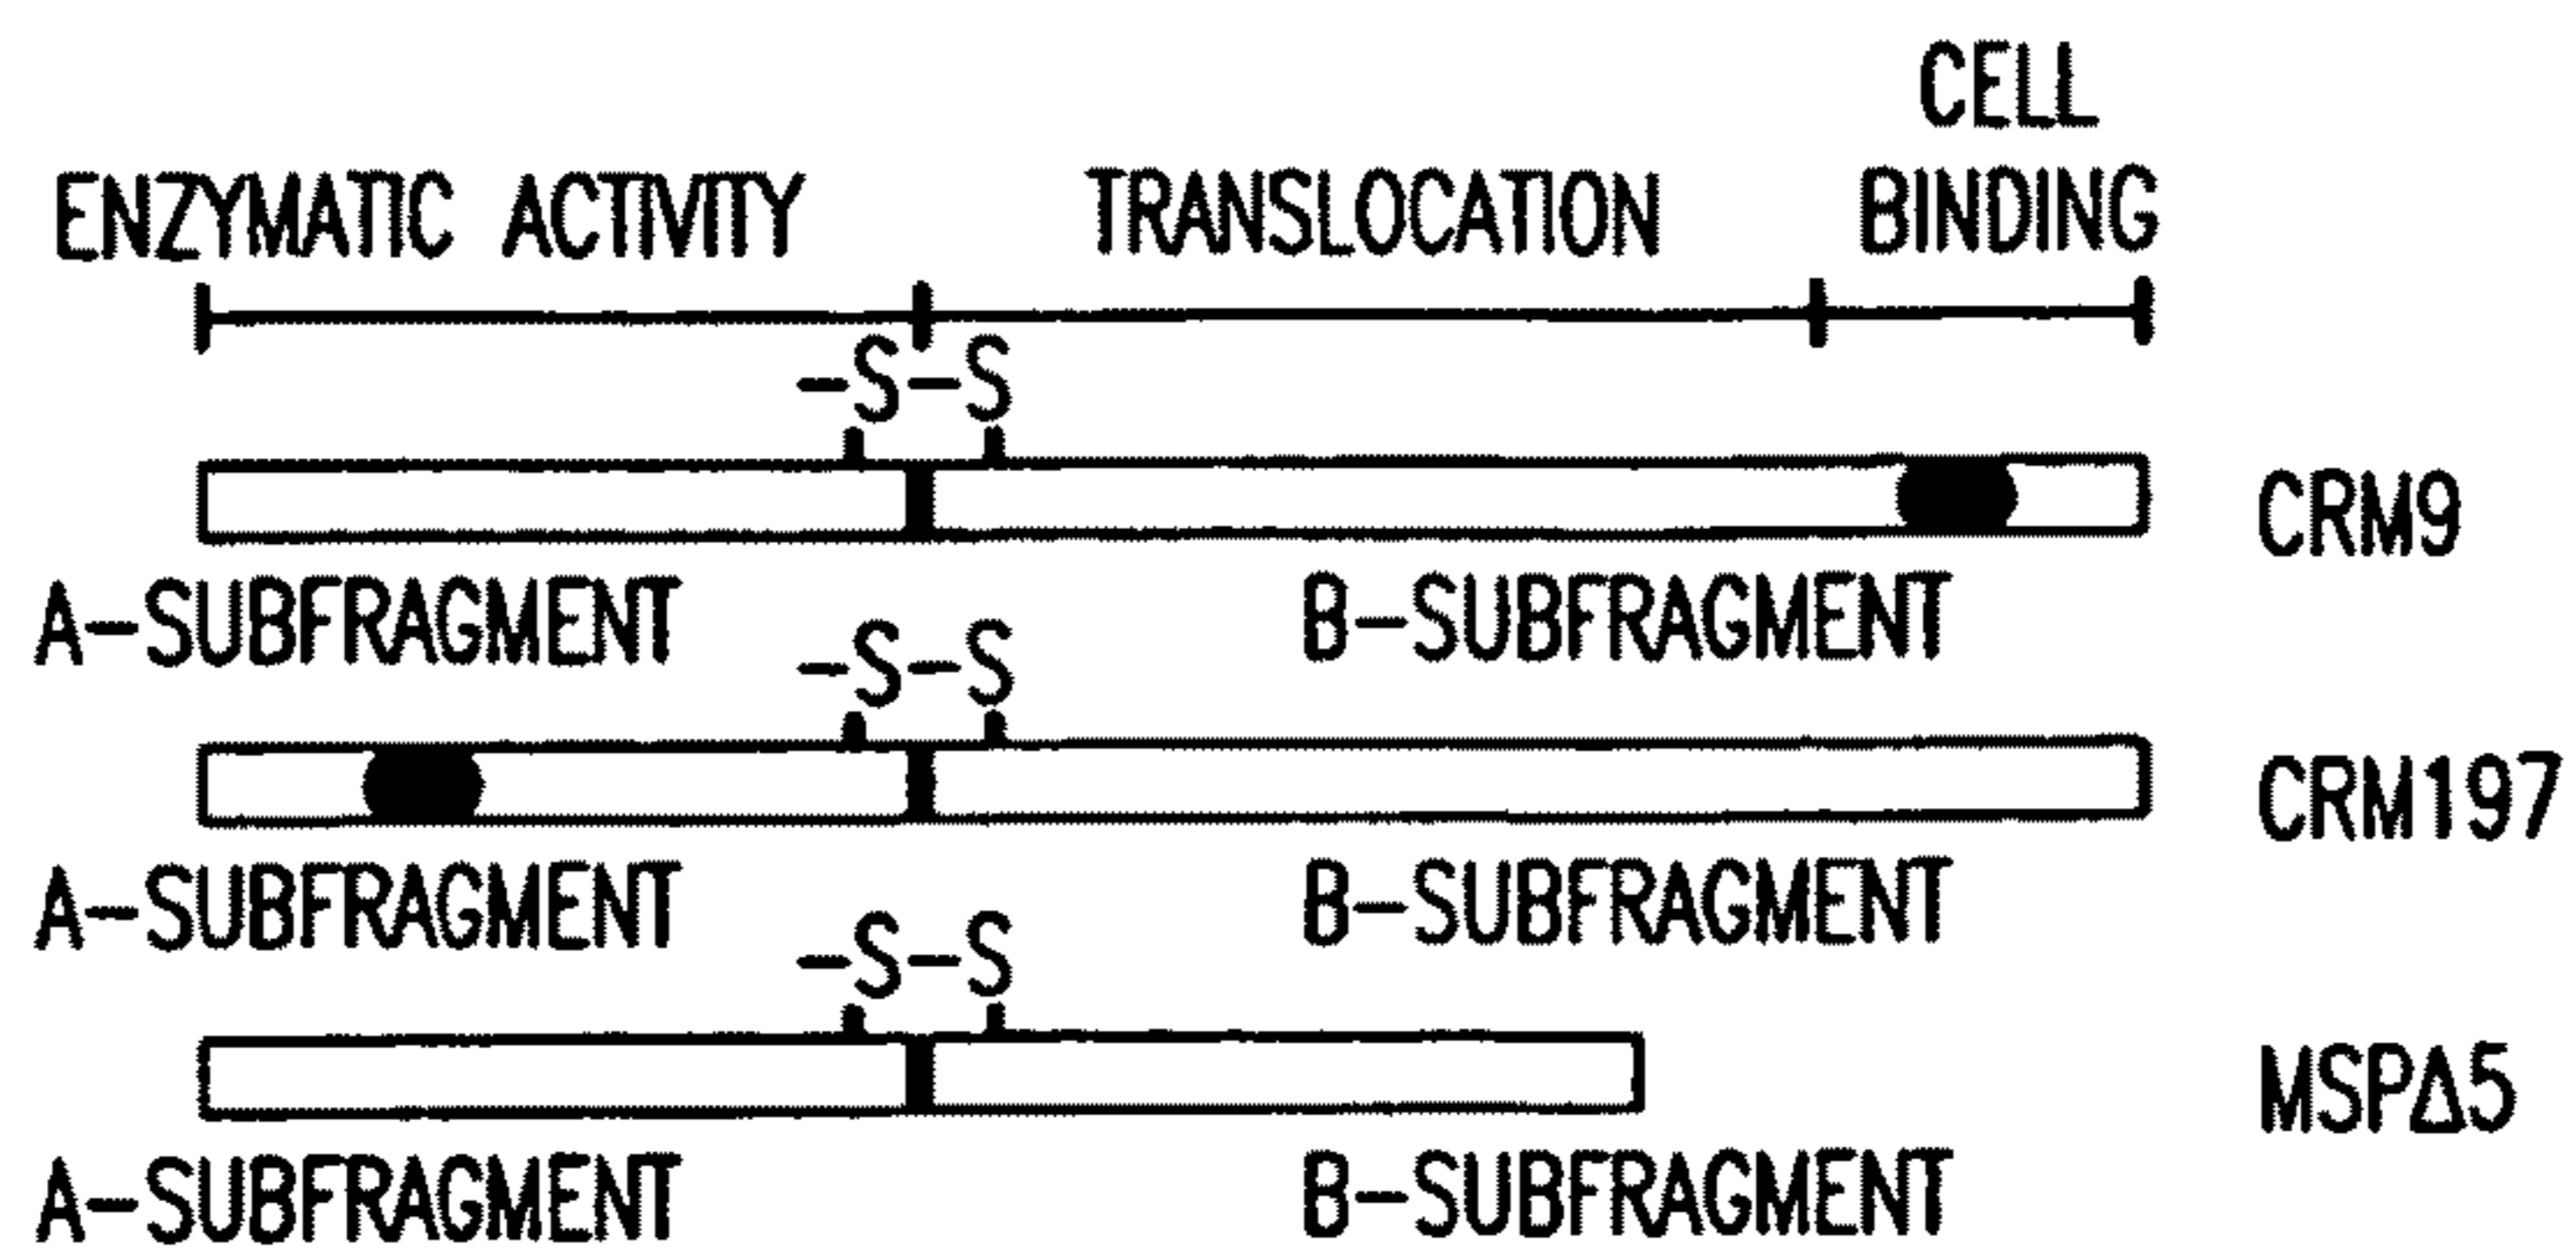 CELL
ENZYMATIC ACTIVITY TRANSLOCATION BINDING
-S-S
CRM9
A-SUBFRAGMENT B-SUBFRAGMENT
-S-S
CRM197
A-SUBFRAGMENT B-SUBFRAGMENT
-S-S
MSPΔ5
A-SUBFRAGMENT B-SUBFRAGMENT